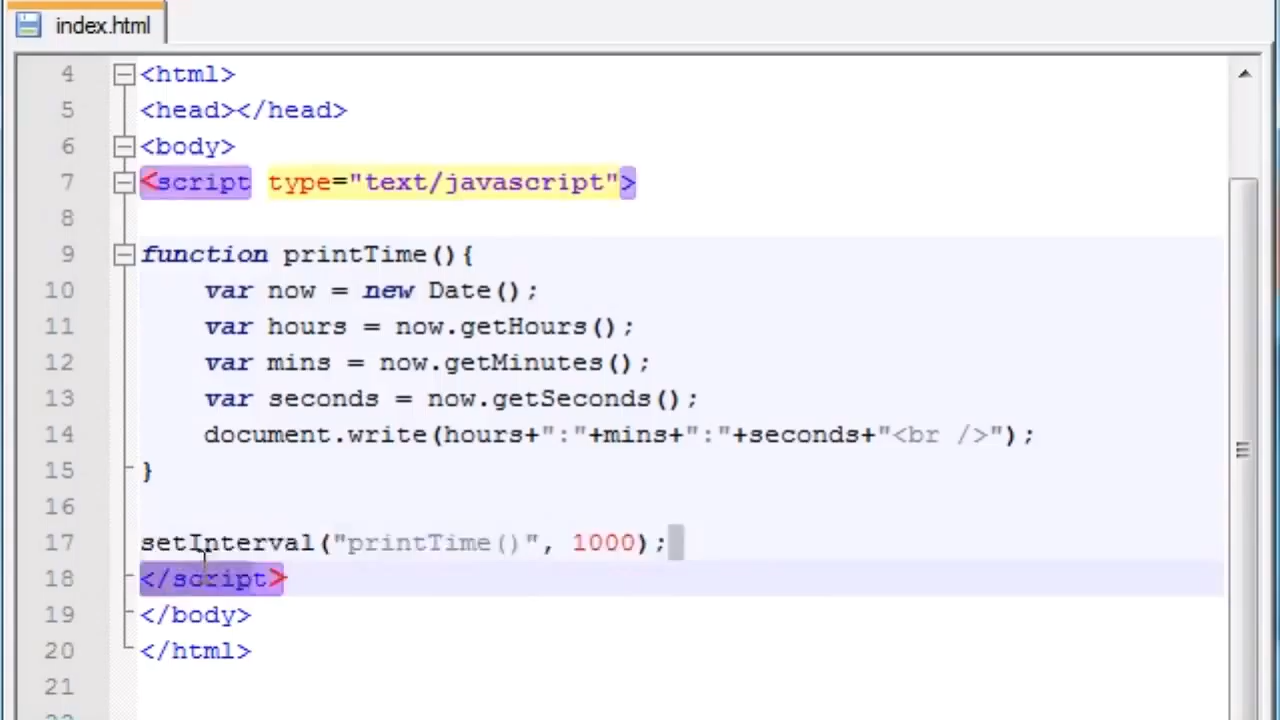 index.html
4 <html>
5 <head></head>
6 <body>
7 <script type="text/javascript">
8
9 function printTime(){
10 var now = new Date();
11 var hours = now.getHours();
12 var mins = now.getMinutes();
13 var seconds = now.getSeconds();
14 document.write(hours+":"+mins+":"+seconds+"<br />");
15 }
16
17 setInterval("printTime()", 1000);
18 </script>
19 </body>
20 </html>
21